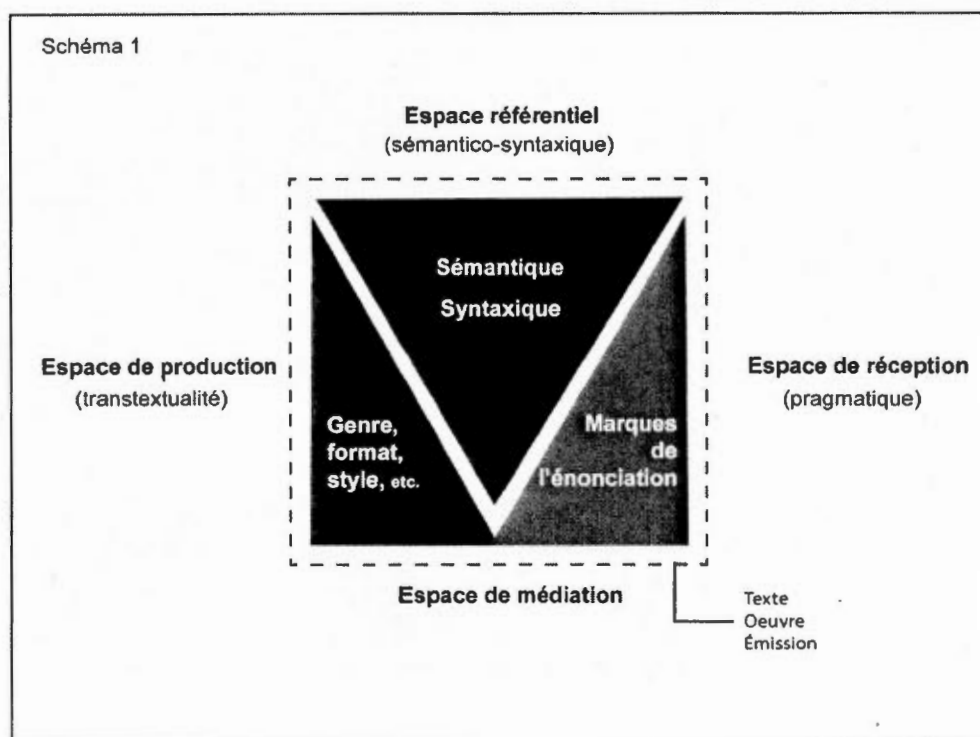 Schéma 1
Espace référentiel
(sémantico-syntaxique)
Sémantique
Syntaxique
Espace de production
(transtextualité)
Espace de réception
(pragmatique)
Genre,
format,
style, etc.
Marques
de
l'énonciation
Espace de médiation
Texte
Oeuvre
Émission